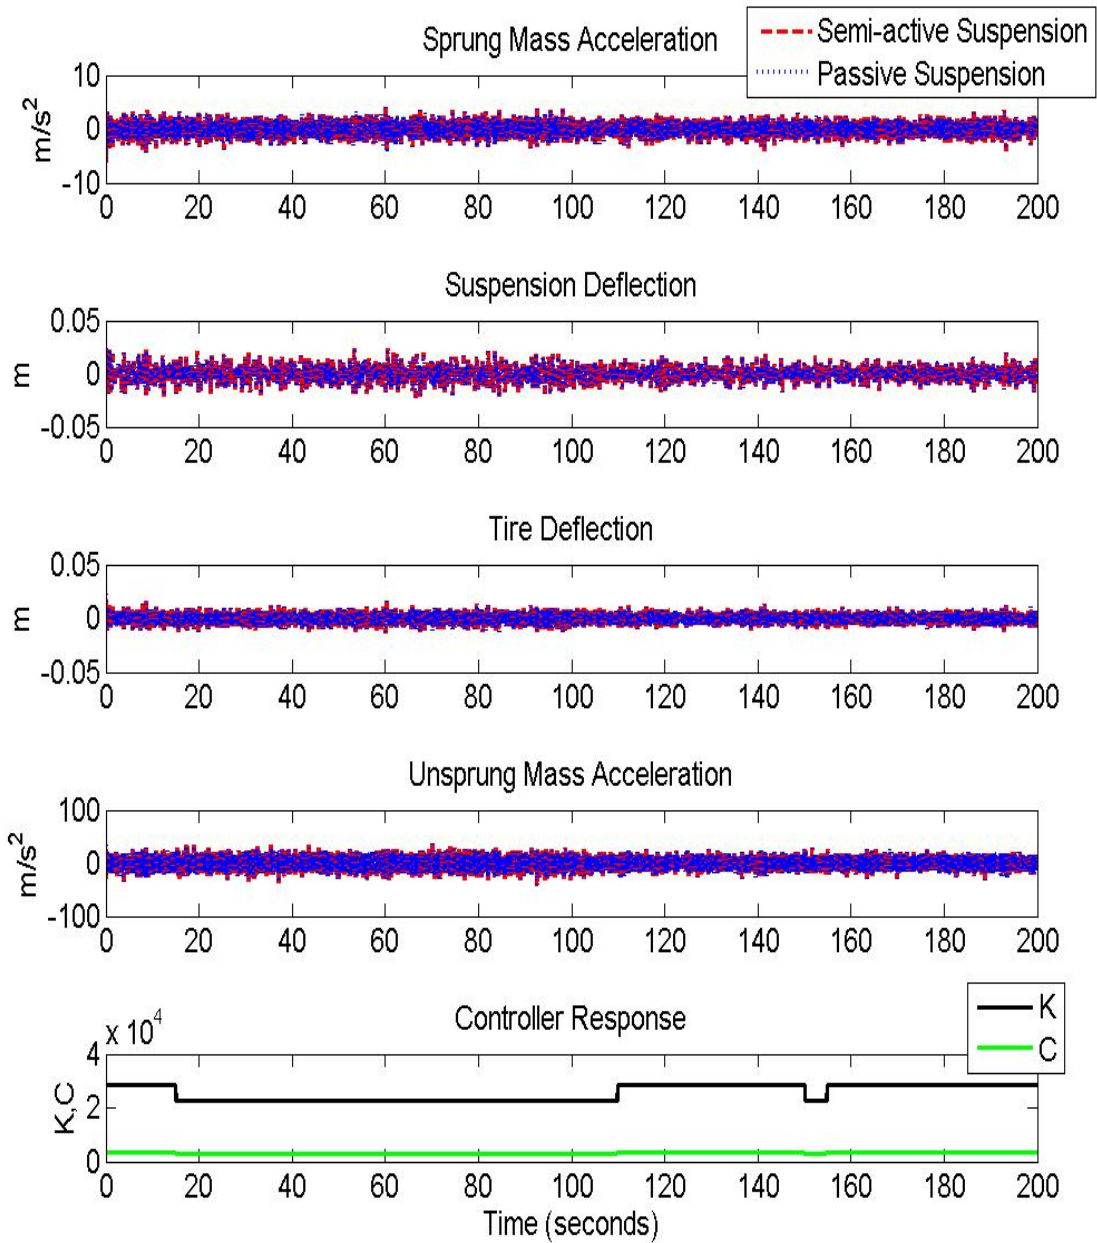 Sprung Mass Acceleration
Semi-active Suspension
Passive Suspension
10
0
-10
m/s²
0 20 40 60 80 100 120 140 160 180 200
Suspension Deflection
0.05
0
-0.05
m
0 20 40 60 80 100 120 140 160 180 200
Tire Deflection
0.05
0
-0.05
m
0 20 40 60 80 100 120 140 160 180 200
Unsprung Mass Acceleration
100
0
-100
m/s²
0 20 40 60 80 100 120 140 160 180 200
Controller Response
K
C
x 10⁴
4
2
0
K,C
0 20 40 60 80 100 120 140 160 180 200
Time (seconds)